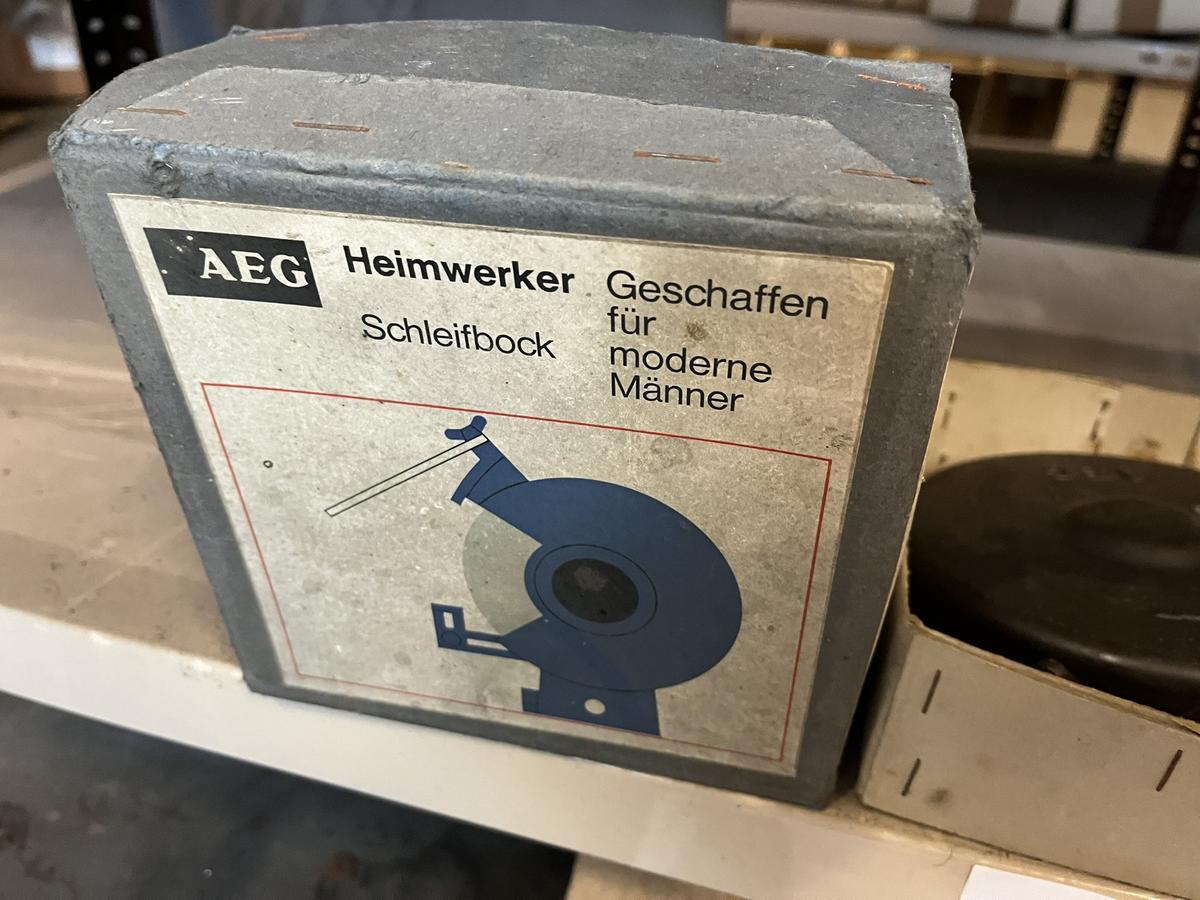 AEG
Heimwerker
Schleifbock
Geschaffen
für
moderne
Männer